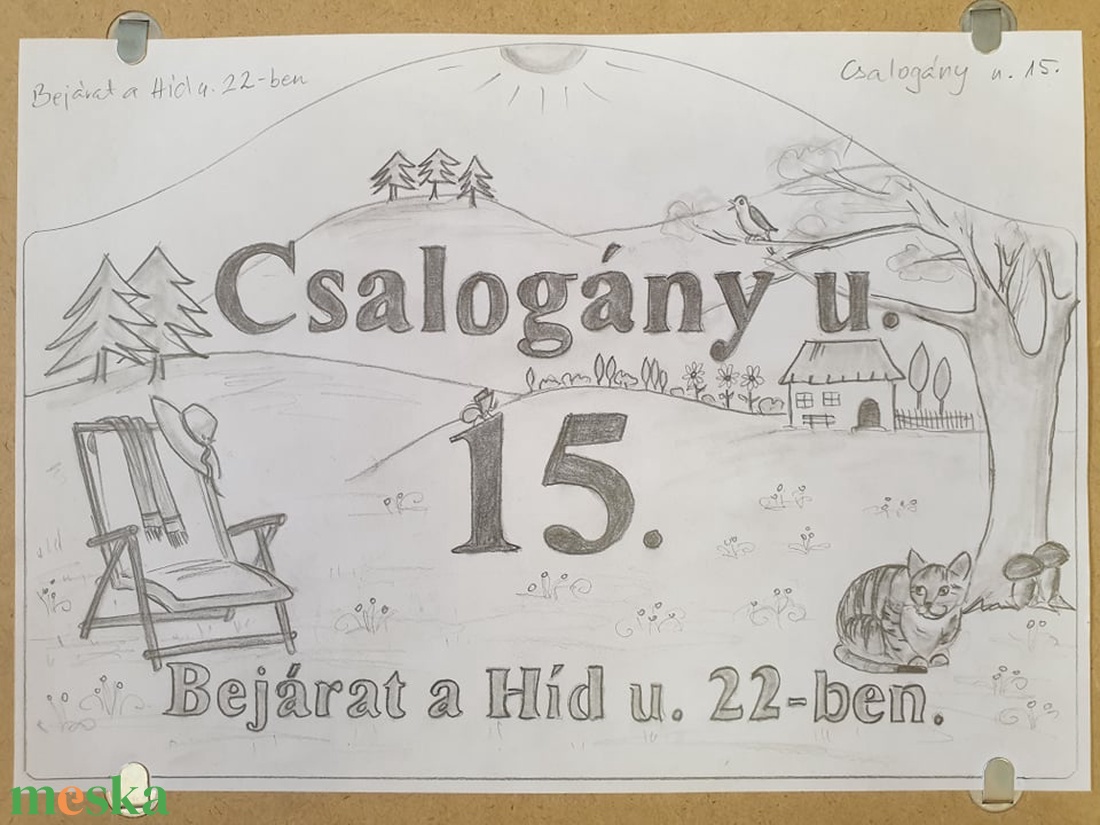 Bejárat a Híd u. 22-ben
Csalogány u. 15.
Csalogány u.
15.
Bejárat a Híd u. 22-ben.
meska